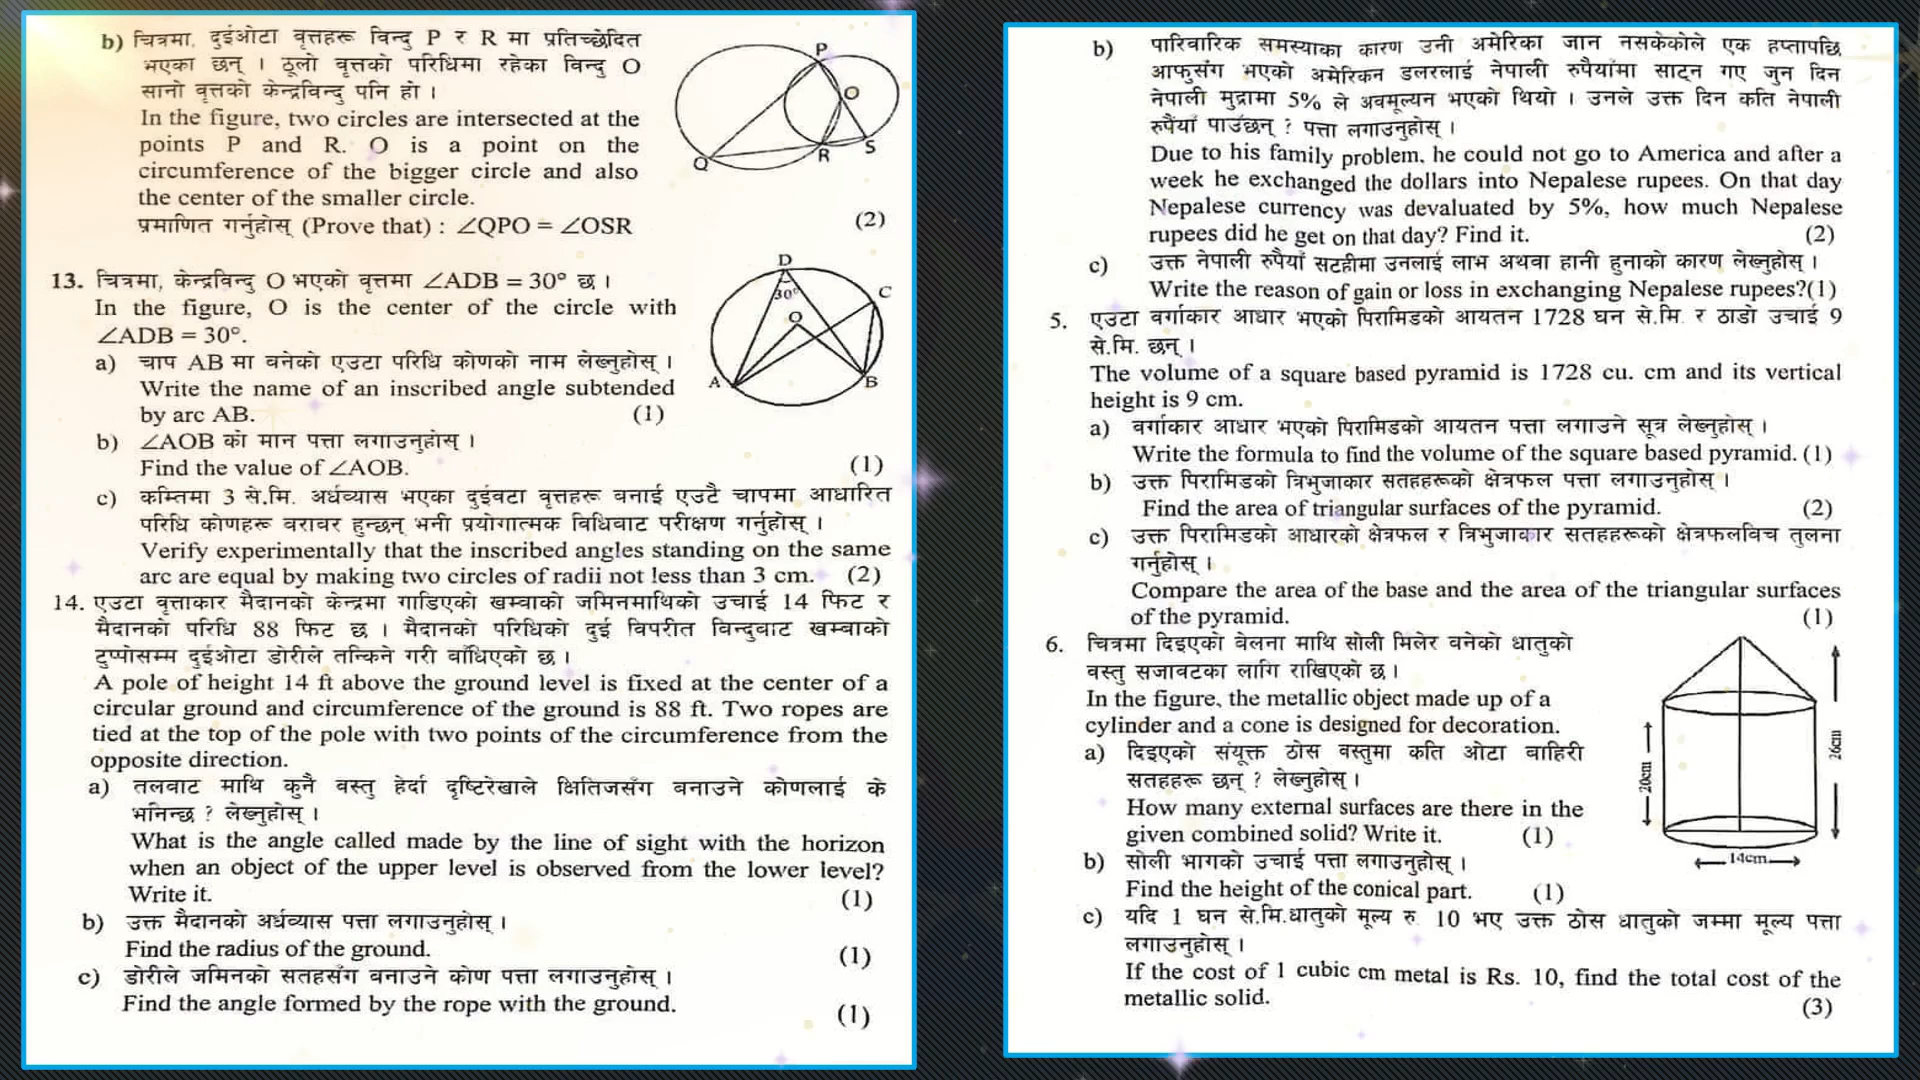 b) चित्रमा, दुईओटा वृत्तहरू विन्दु P र R मा प्रतिच्छेदित
भएका छन् । ठूलो वृत्तको परिधिमा रहेका विन्दु O
सानो वृत्तको केन्द्रविन्दु पनि हो ।
In the figure, two circles are intersected at the
points P and R. O is a point on the
circumference of the bigger circle and also
the center of the smaller circle.
प्रमाणित गर्नुहोस् (Prove that) : ∠QPO = ∠OSR (2)
P
O
Q
R
S
13. चित्रमा, केन्द्रविन्दु O भएको वृत्तमा ∠ADB = 30° छ ।
In the figure, O is the center of the circle with
∠ADB = 30°.
a) चाप AB मा बनेको एउटा परिधि कोणको नाम लेख्नुहोस् ।
Write the name of an inscribed angle subtended
by arc AB. (1)
b) ∠AOB को मान पत्ता लगाउनुहोस् ।
Find the value of ∠AOB. (1)
D
30°
C
O
A
B
c) कम्तिमा 3 से.मि. अर्धव्यास भएका दुईवटा वृत्तहरू बनाई एउटै चापमा आधारित
परिधि कोणहरू बराबर हुन्छन् भनी प्रयोगात्मक विधिबाट परीक्षण गर्नुहोस् ।
Verify experimentally that the inscribed angles standing on the same
arc are equal by making two circles of radii not less than 3 cm. (2)
14. एउटा वृत्ताकार मैदानको केन्द्रमा गाडिएको खम्बाको जमिनमाथिको उचाई 14 फिट र
मैदानको परिधि 88 फिट छ । मैदानको परिधिको दुई विपरीत विन्दुबाट खम्बाको
टुप्पोसम्म दुईओटा डोरीले तन्किने गरी बाँधिएको छ ।
A pole of height 14 ft above the ground level is fixed at the center of a
circular ground and circumference of the ground is 88 ft. Two ropes are
tied at the top of the pole with two points of the circumference from the
opposite direction.
a) तलबाट माथि कुनै वस्तु हेर्दा दृष्टिरेखाले क्षितिजसँग बनाउने कोणलाई के
भनिन्छ ? लेख्नुहोस् ।
What is the angle called made by the line of sight with the horizon
when an object of the upper level is observed from the lower level?
Write it. (1)
b) उक्त मैदानको अर्धव्यास पत्ता लगाउनुहोस् ।
Find the radius of the ground. (1)
c) डोरीले जमिनको सतहसँग बनाउने कोण पत्ता लगाउनुहोस् ।
Find the angle formed by the rope with the ground. (1)
b) पारिवारिक समस्याका कारण उनी अमेरिका जान नसकेकोले एक हप्तापछि
आफुसंग भएको अमेरिकन डलरलाई नेपाली रुपैयाँमा साट्न गए जुन दिन
नेपाली मुद्रामा 5% ले अवमूल्यन भएको थियो । उनले उक्त दिन कति नेपाली
रुपैयाँ पाउँछन् ? पत्ता लगाउनुहोस् ।
Due to his family problem, he could not go to America and after a
week he exchanged the dollars into Nepalese rupees. On that day
Nepalese currency was devaluated by 5%, how much Nepalese
rupees did he get on that day? Find it. (2)
c) उक्त नेपाली रुपैयाँ सटहीमा उनलाई लाभ अथवा हानी हुनाको कारण लेख्नुहोस् ।
Write the reason of gain or loss in exchanging Nepalese rupees?(1)
5. एउटा वर्गाकार आधार भएको पिरामिडको आयतन 1728 घन से.मि. र ठाडो उचाई 9
से.मि. छन् ।
The volume of a square based pyramid is 1728 cu. cm and its vertical
height is 9 cm.
a) वर्गाकार आधार भएको पिरामिडको आयतन पत्ता लगाउने सूत्र लेख्नुहोस् ।
Write the formula to find the volume of the square based pyramid. (1)
b) उक्त पिरामिडको त्रिभुजाकार सतहहरूको क्षेत्रफल पत्ता लगाउनुहोस् ।
Find the area of triangular surfaces of the pyramid. (2)
c) उक्त पिरामिडको आधारको क्षेत्रफल र त्रिभुजाकार सतहहरूको क्षेत्रफलबिच तुलना
गर्नुहोस् ।
Compare the area of the base and the area of the triangular surfaces
of the pyramid. (1)
6. चित्रमा दिइएको बेलना माथि सोली मिलेर बनेको धातुको
वस्तु सजावटका लागि राखिएको छ ।
In the figure, the metallic object made up of a
cylinder and a cone is designed for decoration.
a) दिइएको संयूक्त ठोस वस्तुमा कति ओटा बाहिरी
सतहहरू छन् ? लेख्नुहोस् ।
How many external surfaces are there in the
given combined solid? Write it. (1)
b) सोली भागको उचाई पत्ता लगाउनुहोस् ।
Find the height of the conical part. (1)
20cm
26cm
14cm
c) यदि 1 घन से.मि.धातुको मूल्य रु. 10 भए उक्त ठोस धातुको जम्मा मूल्य पत्ता
लगाउनुहोस् ।
If the cost of 1 cubic cm metal is Rs. 10, find the total cost of the
metallic solid. (3)